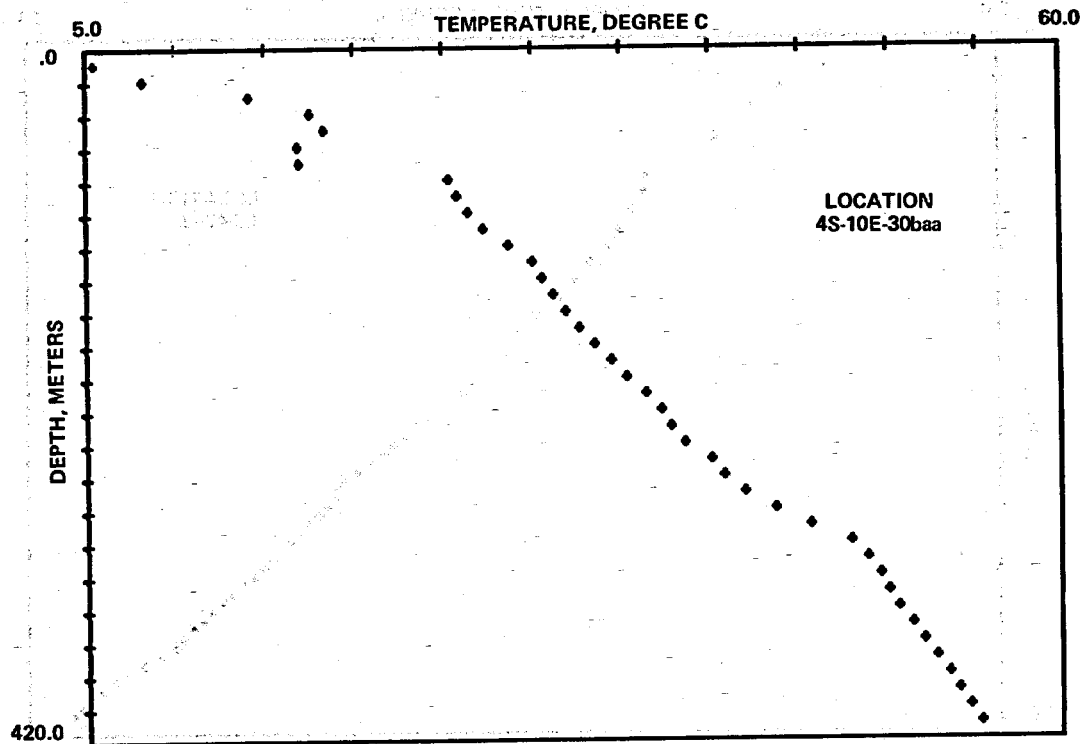 TEMPERATURE, DEGREE C
5.0
60.0
.0
LOCATION
4S-10E-30baa
DEPTH, METERS
420.0